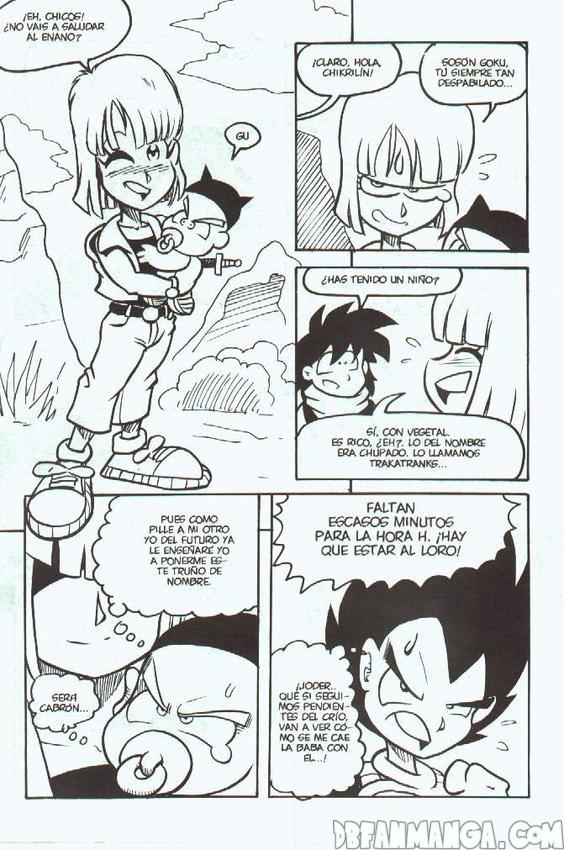 ¡EH, CHICOS!
¿NO VAIS A SALUDAR
AL ENANO?
GU
¡CLARO, HOLA,
CHIKRILÍN!
SOSÓN GOKU,
TÚ SIEMPRE TAN
DESPABILADO...
¿HAS TENIDO UN NIÑO?
SÍ, CON VEGETAL.
ES RICO, ¿EH?. LO DEL NOMBRE
ERA CHUPADO. LO LLAMAMOS
TRAKATRANKS...
PUES COMO
PILLE A MI OTRO
YO DEL FUTURO YA
LE ENSEÑARE YO
A PONERME ES-
TE TRUÑO DE
NOMBRE.
SERA
CABRÓN...
FALTAN
ESCASOS MINUTOS
PARA LA HORA H. ¡HAY
QUE ESTAR AL LORO!
¡JODER...
QUE SI SEGUI-
MOS PENDIEN-
TES DEL CRÍO,
VAN A VER CÓ-
MO SE ME CAE
LA BABA CON
EL...!
DBFANMANGA.COM